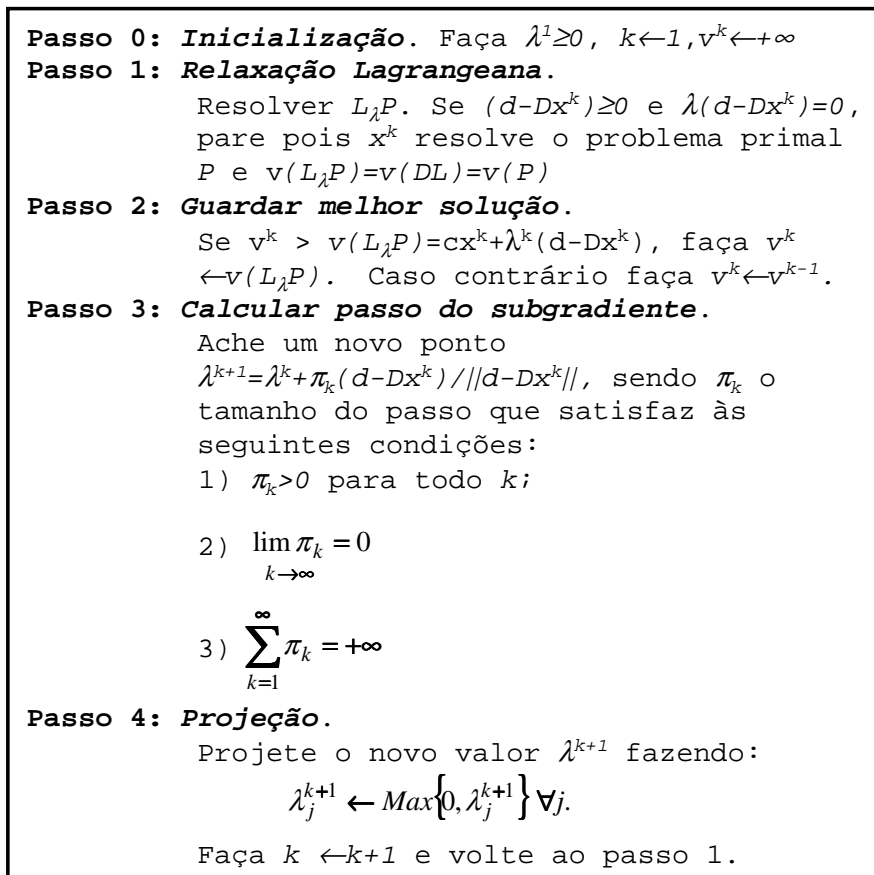 Passo 0: Inicialização. Faça λ¹≥0, k←1,vᵏ←+∞
Passo 1: Relaxação Lagrangeana.
Resolver L_λP. Se (d-Dxᵏ)≥0 e λ(d-Dxᵏ)=0,
pare pois xᵏ resolve o problema primal
P e v(L_λP)=v(DL)=v(P)
Passo 2: Guardar melhor solução.
Se vᵏ > v(L_λP)=cxᵏ+λᵏ(d-Dxᵏ), faça vᵏ
←v(L_λP). Caso contrário faça vᵏ←vᵏ⁻¹.
Passo 3: Calcular passo do subgradiente.
Ache um novo ponto
λᵏ⁺¹=λᵏ+πₖ(d-Dxᵏ)/||d-Dxᵏ||, sendo πₖ o
tamanho do passo que satisfaz às
seguintes condições:
1) πₖ>0 para todo k;
2) lim πₖ = 0
k→∞
∞
3) ∑πₖ = +∞
k=1
Passo 4: Projeção.
Projete o novo valor λᵏ⁺¹ fazendo:
λⱼᵏ⁺¹ ← Max{0, λⱼᵏ⁺¹} ∀j.
Faça k ←k+1 e volte ao passo 1.